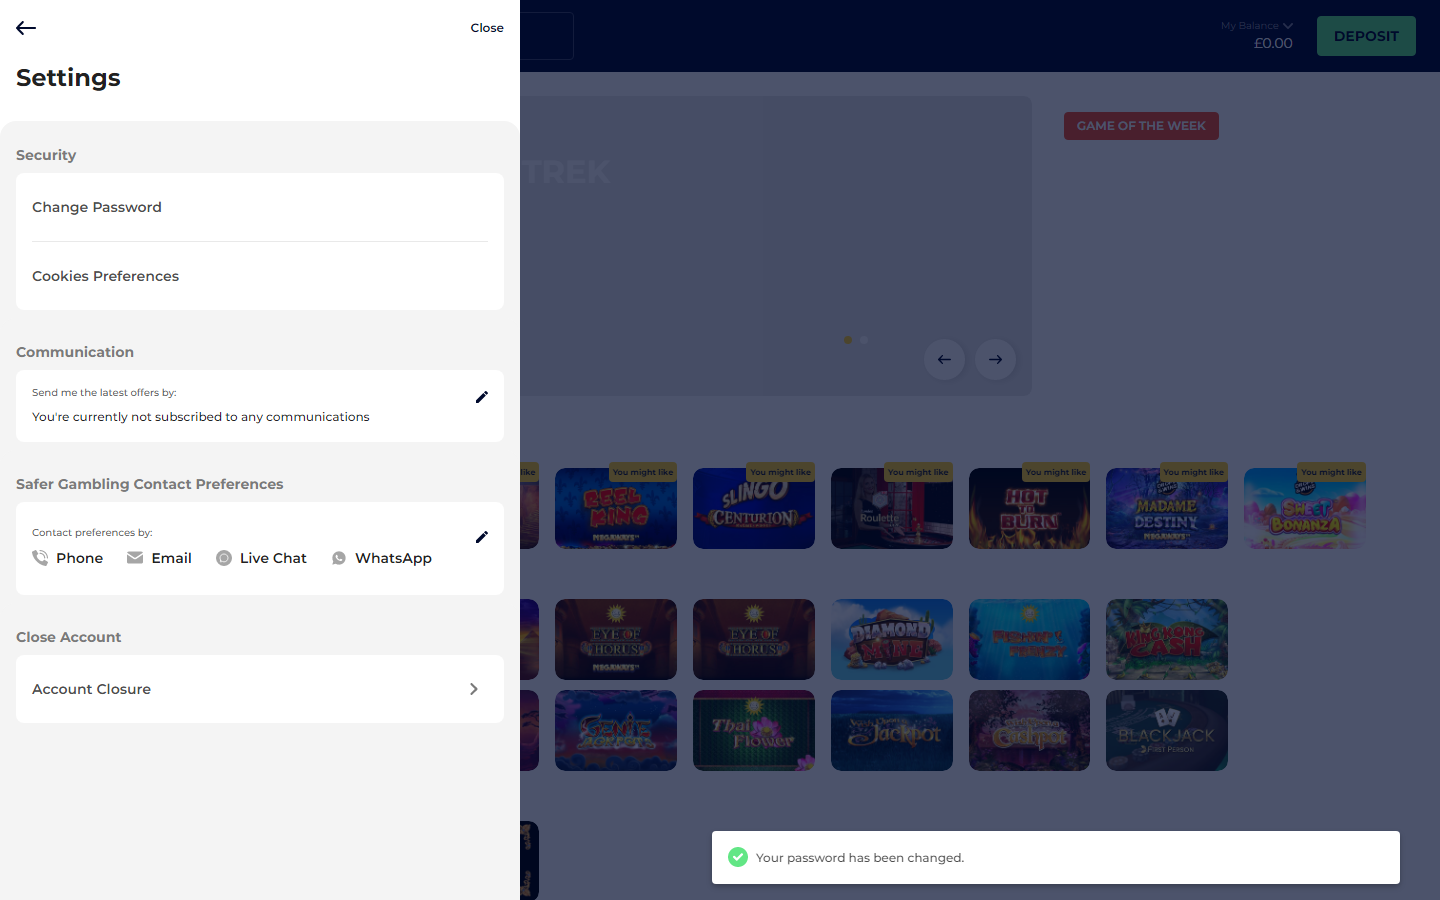 Close
Settings
Security
Change Password
Cookies Preferences
Communication
Send me the latest offers by:
You're currently not subscribed to any communications
Safer Gambling Contact Preferences
Contact preferences by:
Phone
Email
Live Chat
WhatsApp
Close Account
Account Closure
My Balance
£0.00
DEPOSIT
TREK
GAME OF THE WEEK
like
You might like
You might like
You might like
You might like
You might like
You might like
REEL
KING
MEGAWAYS
SLINGO
CENTURION
Roulette
HOT
TO
BURN
MADAME
DESTINY
MEGAWAYS
SWEET
BONANZA
EYE OF
HORUS
MEGAWAYS
EYE OF
HORUS
DIAMOND
MINE
FISHIN'
FRENZY
RING KONG
CASH
GENIE
JACKPOTS
Thai
Flower
Jackpot
BLACKJACK
FIRST PERSON
Your password has been changed.